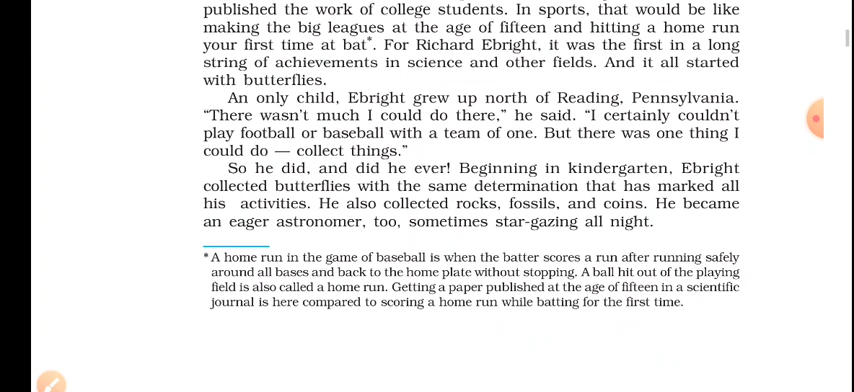 published the work of college students. In sports, that would be like
making the big leagues at the age of fifteen and hitting a home run
your first time at bat*. For Richard Ebright, it was the first in a long
string of achievements in science and other fields. And it all started
with butterflies.
An only child, Ebright grew up north of Reading, Pennsylvania.
“There wasn’t much I could do there,” he said. “I certainly couldn’t
play football or baseball with a team of one. But there was one thing I
could do — collect things.”
So he did, and did he ever! Beginning in kindergarten, Ebright
collected butterflies with the same determination that has marked all
his activities. He also collected rocks, fossils, and coins. He became
an eager astronomer, too, sometimes star-gazing all night.
* A home run in the game of baseball is when the batter scores a run after running safely
around all bases and back to the home plate without stopping. A ball hit out of the playing
field is also called a home run. Getting a paper published at the age of fifteen in a scientific
journal is here compared to scoring a home run while batting for the first time.